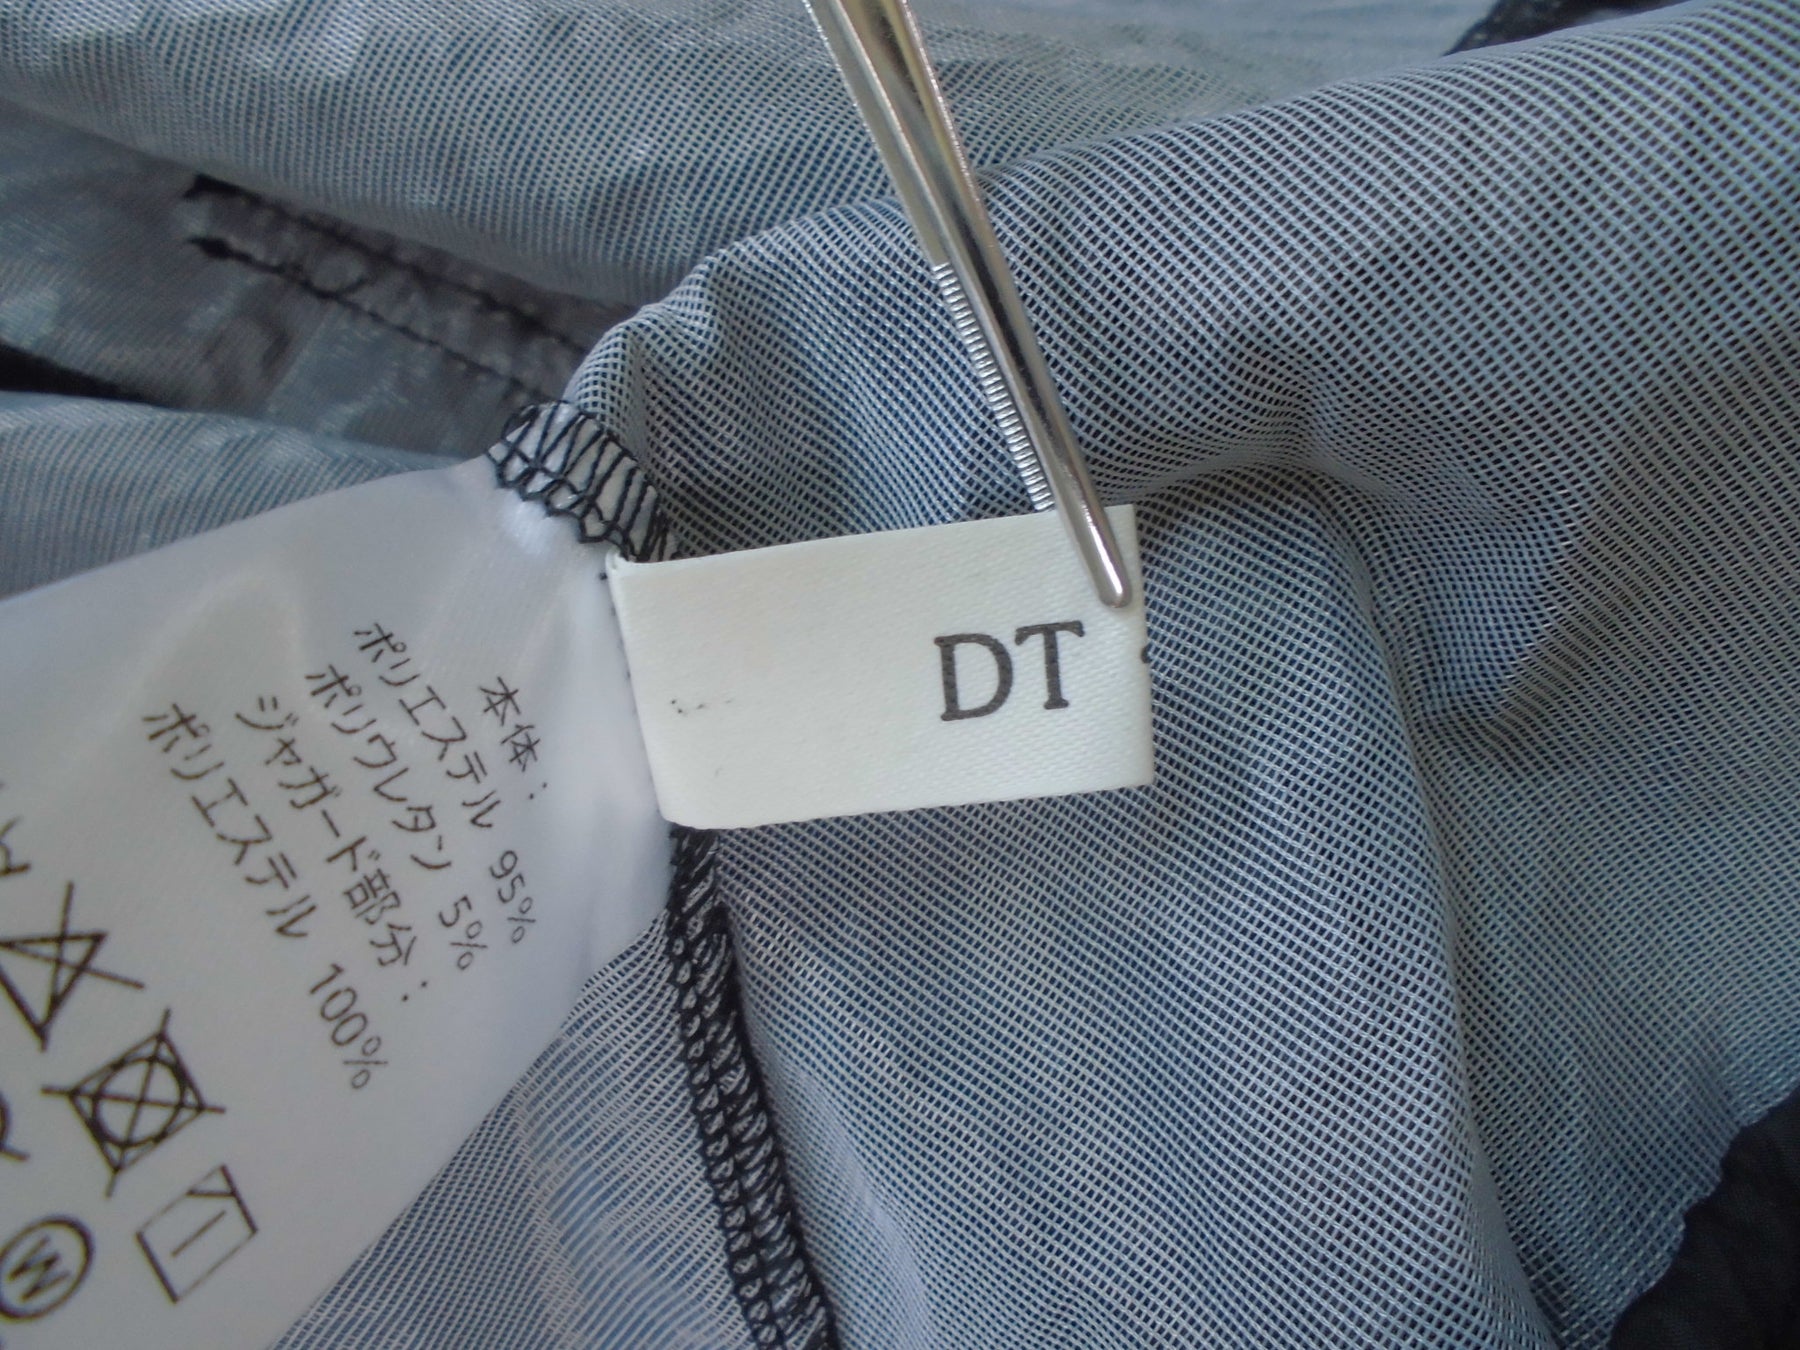 DT
本体:
ポリエステル 95%
ポリウレタン 5%
ジャガード部分:
ポリエステル 100%
W